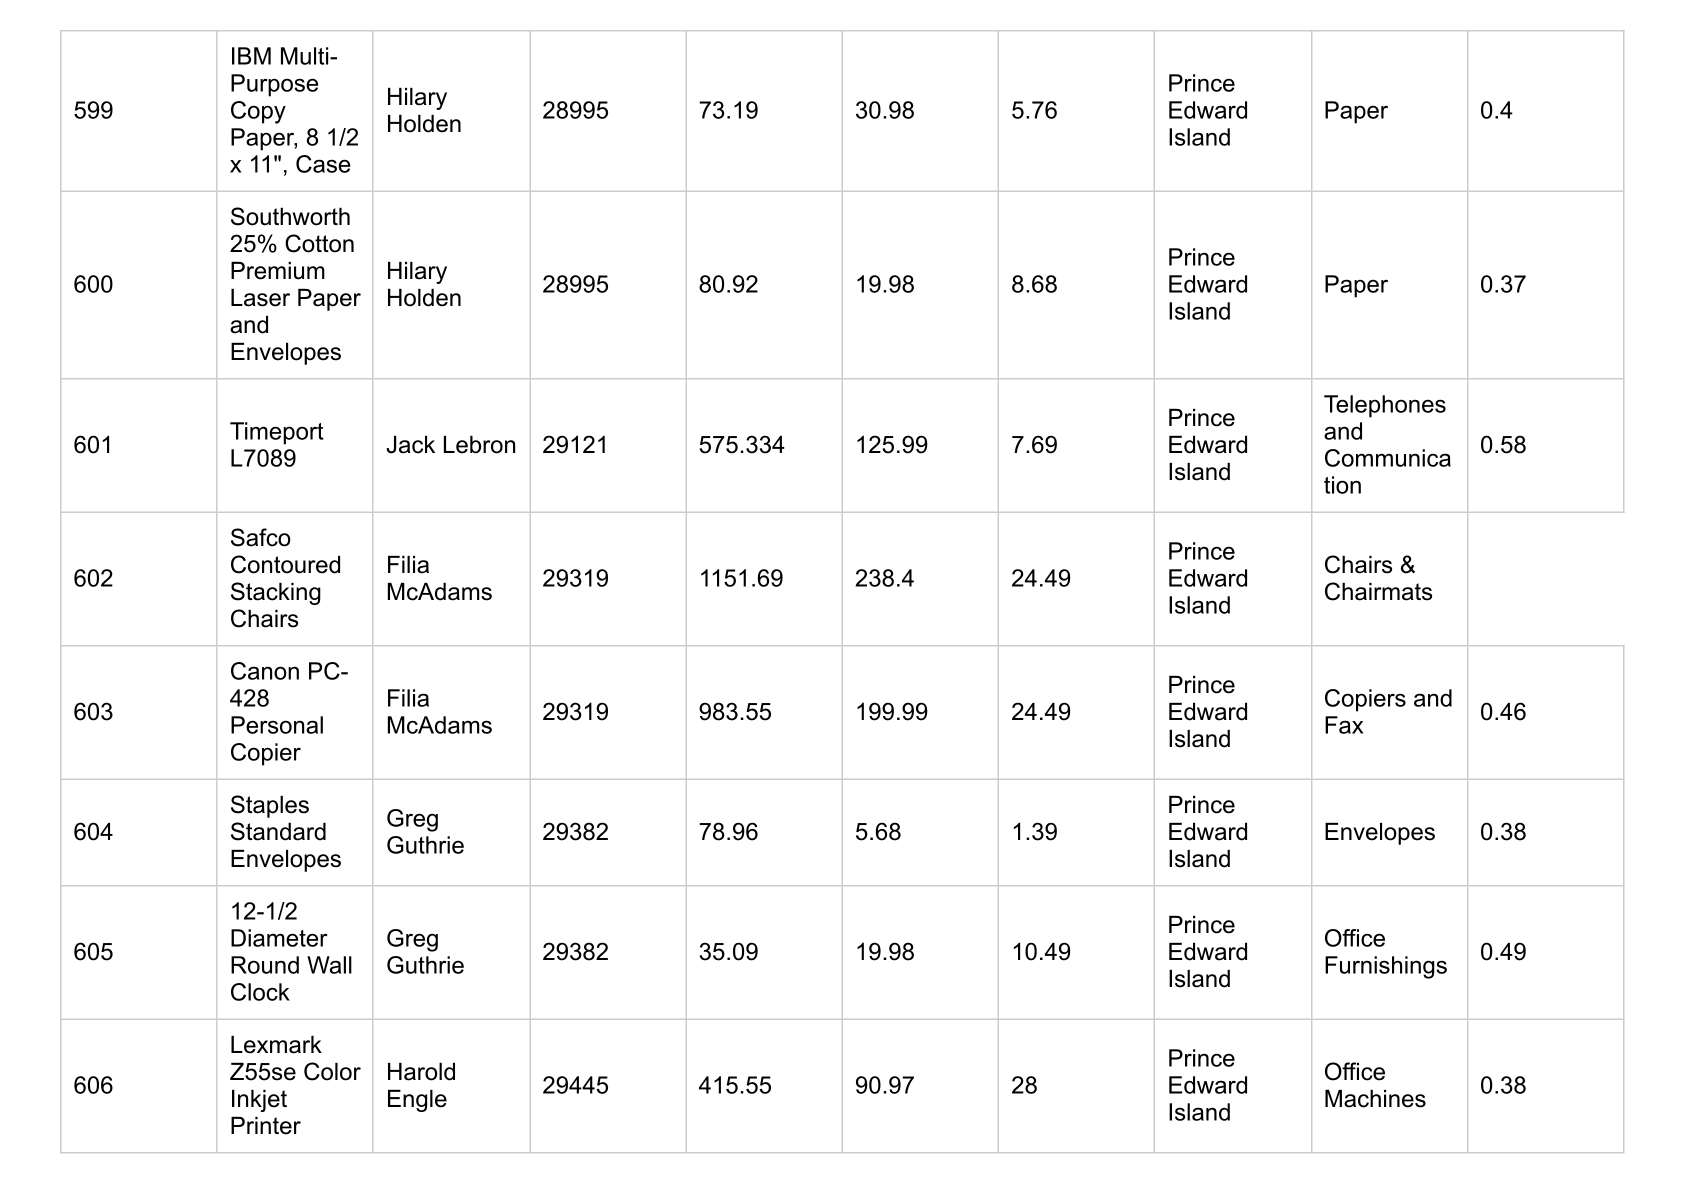 599
IBM Multi-
Purpose
Copy
Paper, 8 1/2
x 11", Case
Hilary
Holden
28995
73.19
30.98
5.76
Prince
Edward
Island
Paper
0.4
600
Southworth
25% Cotton
Premium
Laser Paper
and
Envelopes
Hilary
Holden
28995
80.92
19.98
8.68
Prince
Edward
Island
Paper
0.37
601
Timeport
L7089
Jack Lebron
29121
575.334
125.99
7.69
Prince
Edward
Island
Telephones
and
Communica
tion
0.58
602
Safco
Contoured
Stacking
Chairs
Filia
McAdams
29319
1151.69
238.4
24.49
Prince
Edward
Island
Chairs &
Chairmats
603
Canon PC-
428
Personal
Copier
Filia
McAdams
29319
983.55
199.99
24.49
Prince
Edward
Island
Copiers and
Fax
0.46
604
Staples
Standard
Envelopes
Greg
Guthrie
29382
78.96
5.68
1.39
Prince
Edward
Island
Envelopes
0.38
605
12-1/2
Diameter
Round Wall
Clock
Greg
Guthrie
29382
35.09
19.98
10.49
Prince
Edward
Island
Office
Furnishings
0.49
606
Lexmark
Z55se Color
Inkjet
Printer
Harold
Engle
29445
415.55
90.97
28
Prince
Edward
Island
Office
Machines
0.38